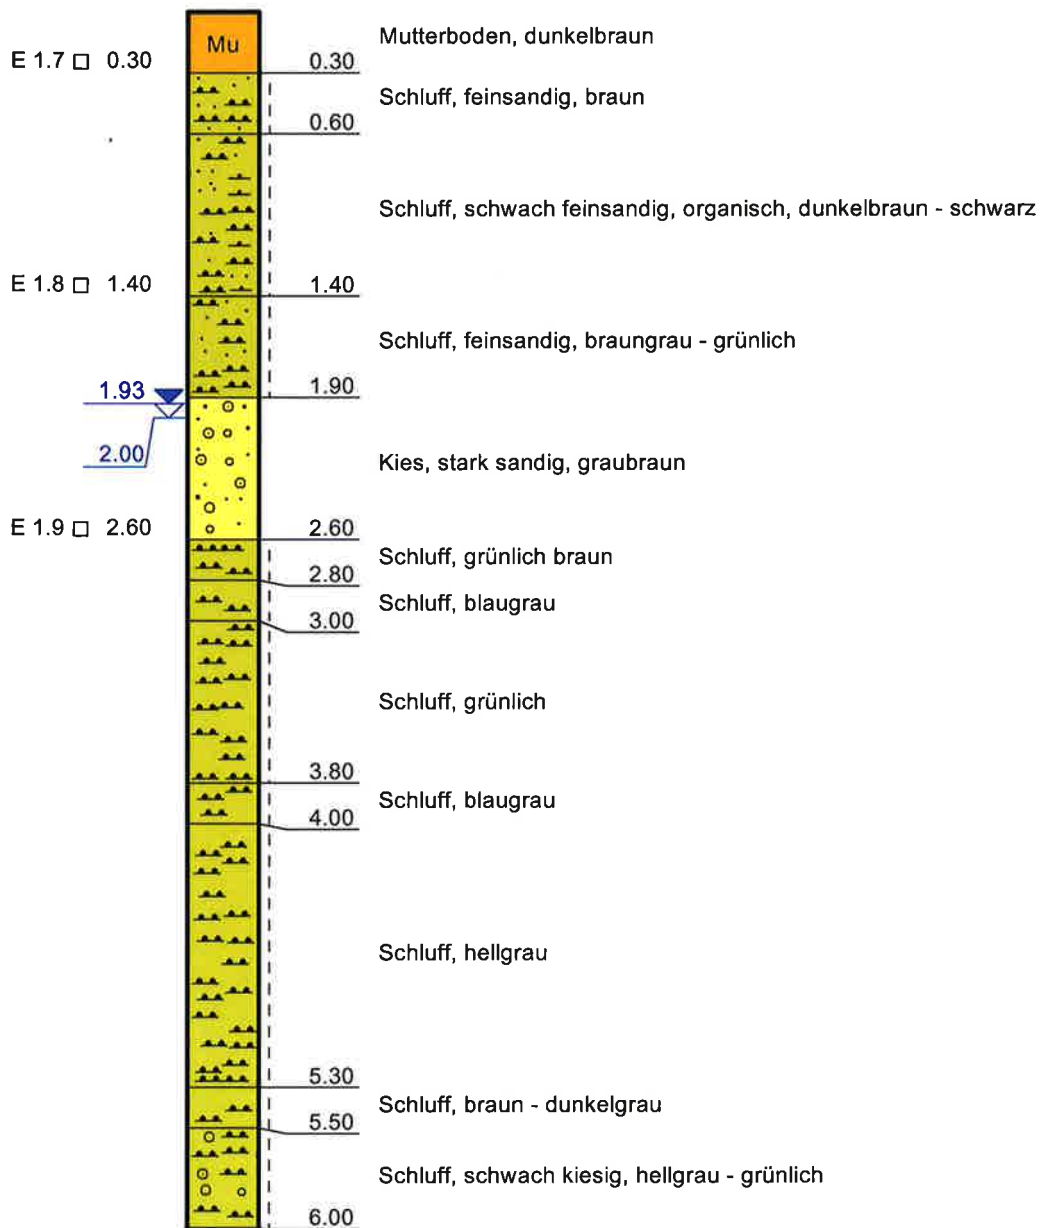 Mu
Mutterboden, dunkelbraun
E 1.7 0.30
0.30
Schluff, feinsandig, braun
0.60
Schluff, schwach feinsandig, organisch, dunkelbraun - schwarz
E 1.8 1.40
1.40
Schluff, feinsandig, braungrau - grünlich
1.93
1.90
2.00
Kies, stark sandig, graubraun
E 1.9 2.60
2.60
Schluff, grünlich braun
2.80
Schluff, blaugrau
3.00
Schluff, grünlich
3.80
Schluff, blaugrau
4.00
Schluff, hellgrau
5.30
Schluff, braun - dunkelgrau
5.50
Schluff, schwach kiesig, hellgrau - grünlich
6.00